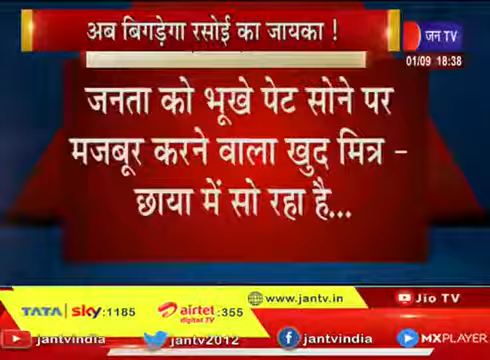 अब बिगड़ेगा रसोई का जायका !
जन TV
01/09 18:38
जनता को भूखे पेट सोने पर
मजबूर करने वाला खुद मित्र -
छाया में सो रहा है...
TATA sky:1185
airtel digital TV :355
www.jantv.in
Jio TV
jantvindia
jantv2012
jantvindia
MXPLAYER